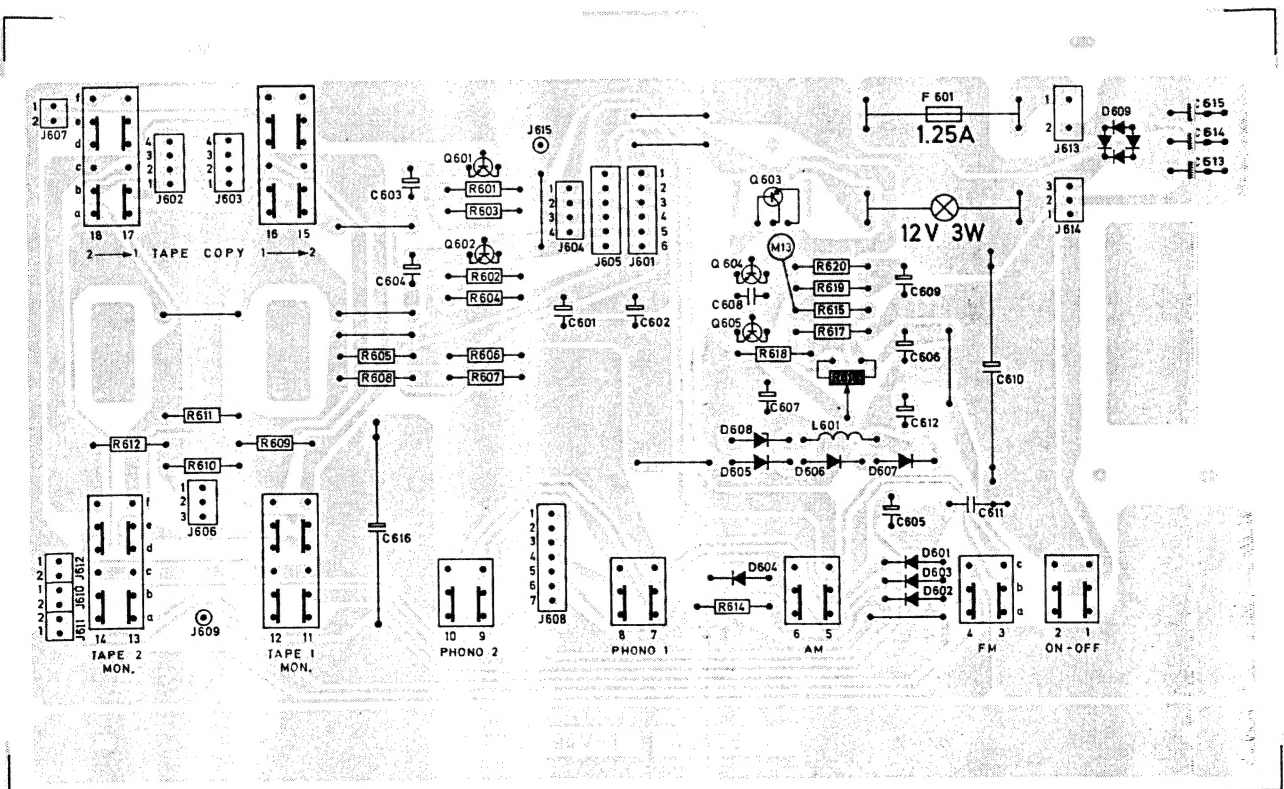 F 601
1.25A
1
2
J607
f
e
d
c
b
a
18 17
2 → 1 TAPE COPY 1 → 2
4
3
2
1
J602
4
3
2
1
J603
16 15
C603
C604
Q601
R601
R603
Q602
R602
R604
J615
1
2
3
4
J604
J605
1
2
3
4
5
6
J601
C601
C602
Q603
M13
12V 3W
1
2
J613
3
2
1
J614
D609
C615
C614
C613
Q604
C608
Q605
R620
R619
R615
R617
R618
C609
C606
C610
C607
C612
R605
R608
R606
R607
R611
R612
R609
R610
D608
L601
D605
D606
D607
C611
C605
1
2
3
J606
f
e
d
c
b
a
14 13
TAPE 2
MON.
1
2
J612
1
2
J610
2
1
J611
J609
12 11
TAPE 1
MON.
C616
10 9
PHONO 2
1
2
3
4
5
6
7
J608
8 7
PHONO 1
D604
R614
6 5
AM
D601
D603
D602
c
b
a
4 3
FM
2 1
ON-OFF